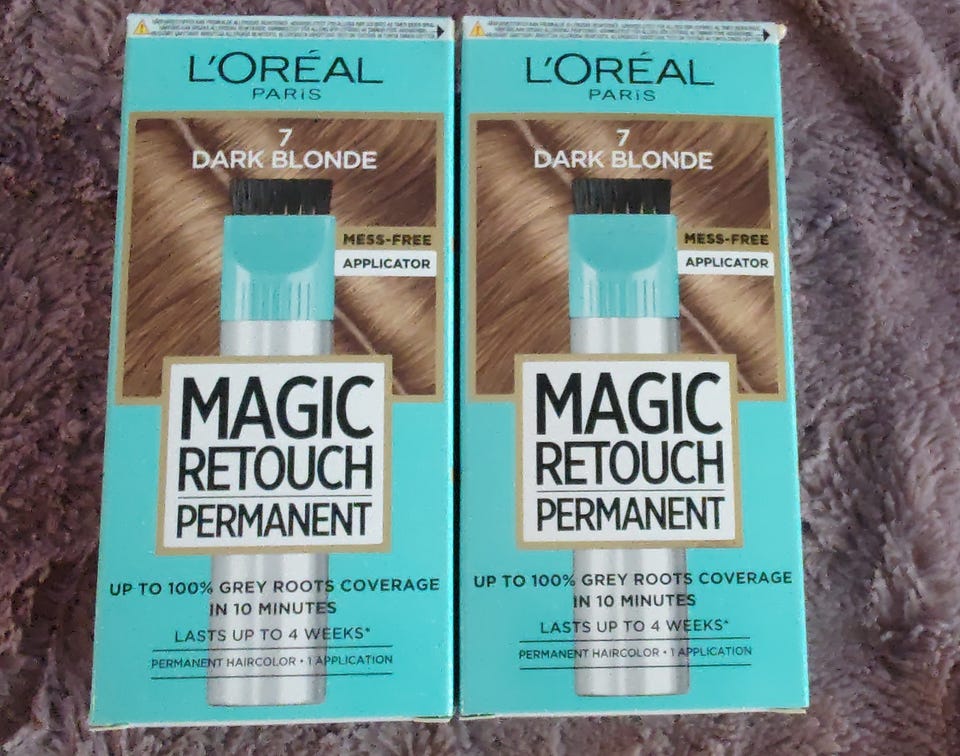 L'ORÉAL
PARIS
7
DARK BLONDE
MESS-FREE
APPLICATOR
MAGIC
RETOUCH
PERMANENT
UP TO 100% GREY ROOTS COVERAGE
IN 10 MINUTES
LASTS UP TO 4 WEEKS*
PERMANENT HAIRCOLOR • 1 APPLICATION
L'ORÉAL
PARIS
7
DARK BLONDE
MESS-FREE
APPLICATOR
MAGIC
RETOUCH
PERMANENT
UP TO 100% GREY ROOTS COVERAGE
IN 10 MINUTES
LASTS UP TO 4 WEEKS*
PERMANENT HAIRCOLOR • 1 APPLICATION